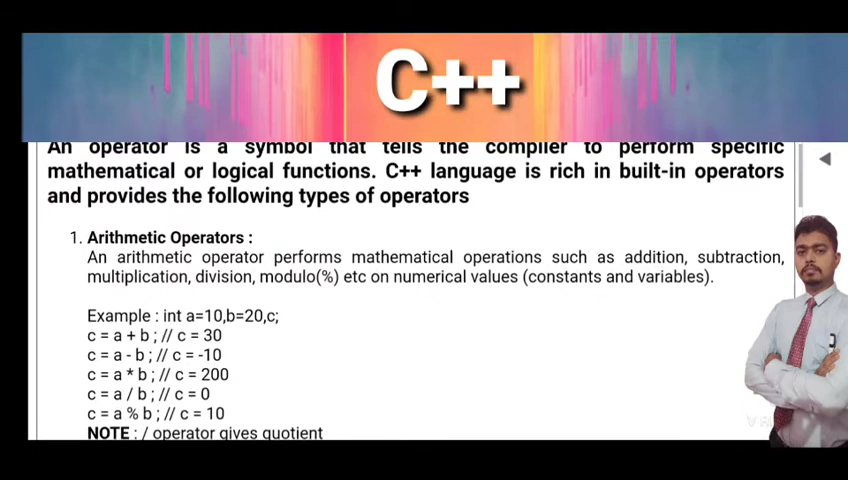 C++
An operator is a symbol that tells the compiler to perform specific
mathematical or logical functions. C++ language is rich in built-in operators
and provides the following types of operators
1. Arithmetic Operators :
An arithmetic operator performs mathematical operations such as addition, subtraction,
multiplication, division, modulo(%) etc on numerical values (constants and variables).
Example : int a=10,b=20,c;
c = a + b ; // c = 30
c = a - b ; // c = -10
c = a * b ; // c = 200
c = a / b ; // c = 0
c = a % b ; // c = 10
NOTE : / operator gives quotient